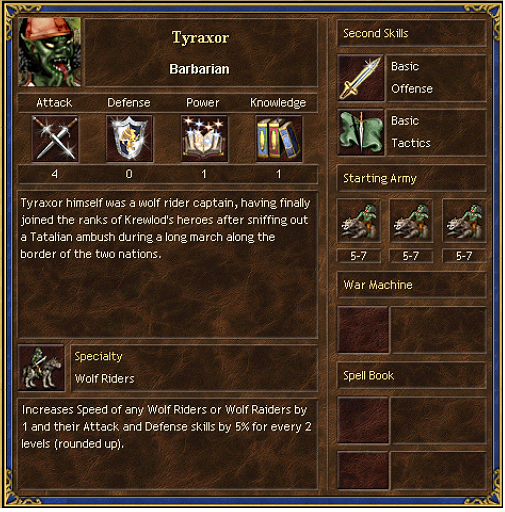 Tyraxor
Barbarian
Attack Defense Power Knowledge
4 0 1 1
Tyraxor himself was a wolf rider captain, having finally
joined the ranks of Krewlod's heroes after sniffing out
a Tatalian ambush during a long march along the
border of the two nations.
Specialty
Wolf Riders
Increases Speed of any Wolf Riders or Wolf Raiders by
1 and their Attack and Defense skills by 5% for every 2
levels (rounded up).
Second Skills
Basic
Offense
Basic
Tactics
Starting Army
5-7 5-7 5-7
War Machine
Spell Book